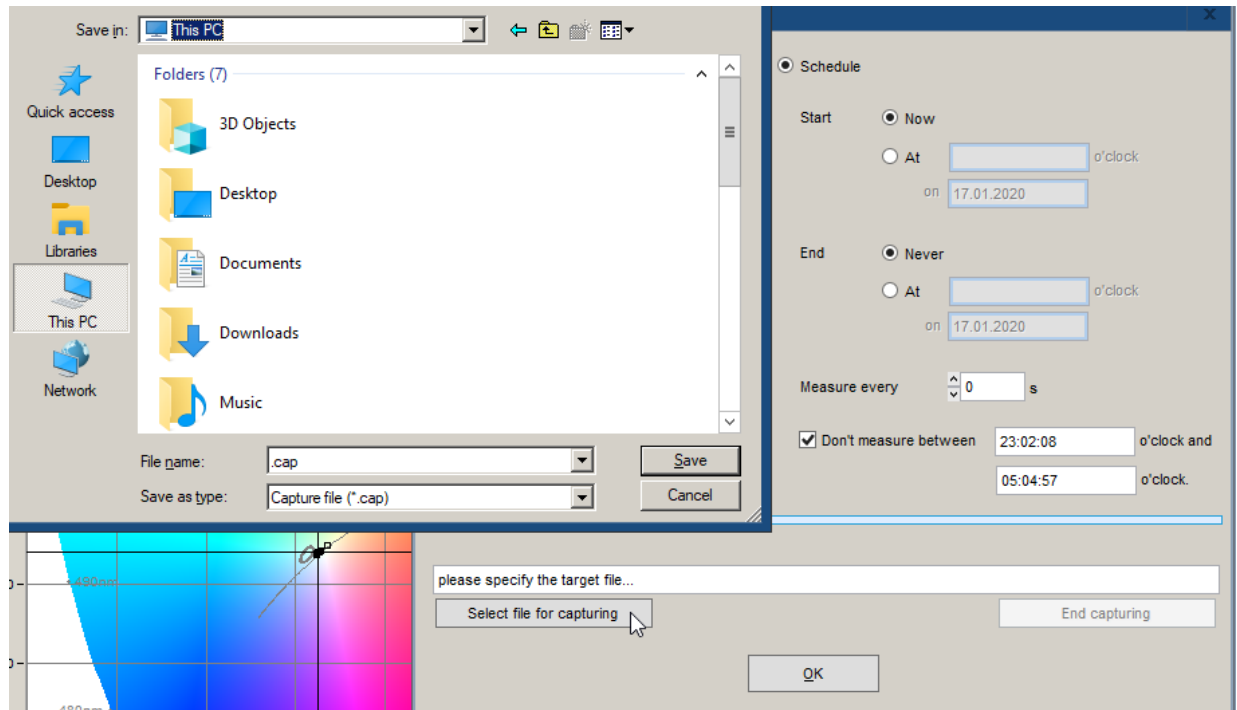 Save in:
This PC
Quick access
Desktop
Libraries
This PC
Network
Folders (7)
3D Objects
Desktop
Documents
Downloads
Music
File name:
.cap
Save
Save as type:
Capture file (*.cap)
Cancel
x
Schedule
Start
Now
At
o'clock
on
17.01.2020
End
Never
At
o'clock
on
17.01.2020
Measure every
0
s
Don't measure between
23:02:08
o'clock and
05:04:57
o'clock.
490nm
480nm
please specify the target file...
Select file for capturing
End capturing
OK